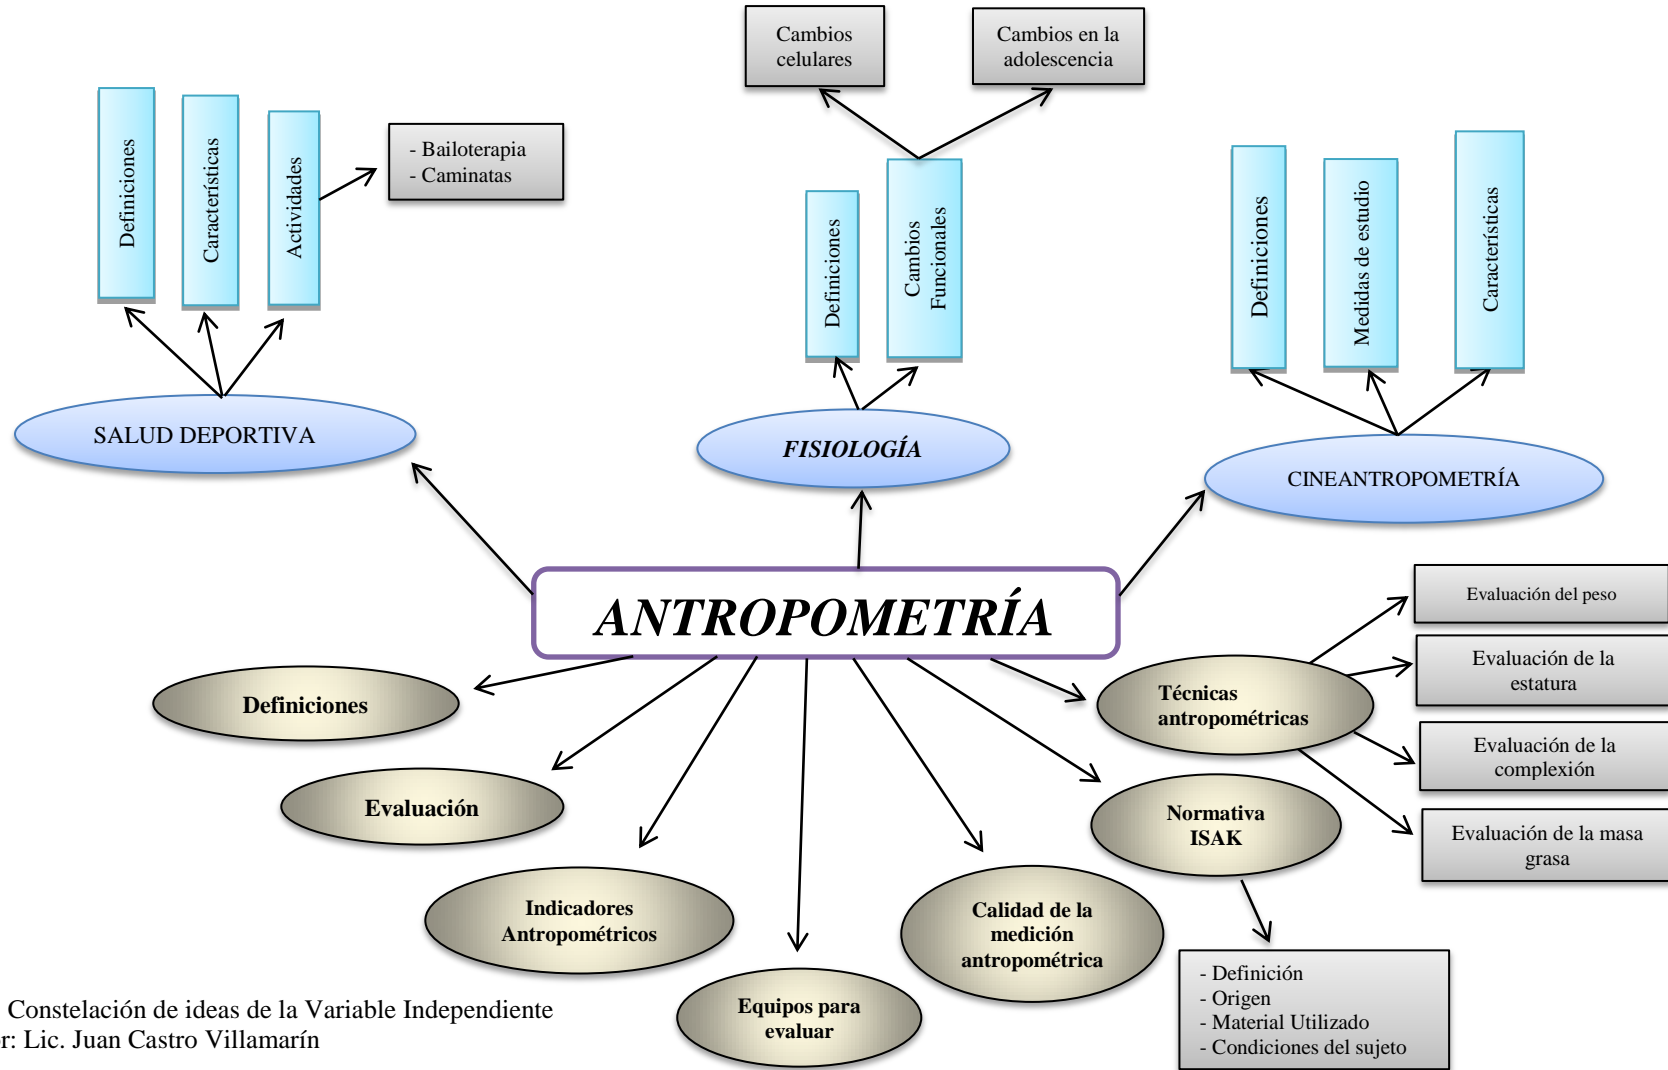 Cambios
celulares
Cambios en la
adolescencia
Definiciones
Características
Actividades
- Bailoterapia
- Caminatas
Definiciones
Cambios
Funcionales
Definiciones
Medidas de estudio
Características
SALUD DEPORTIVA
FISIOLOGÍA
CINEANTROPOMETRÍA
ANTROPOMETRÍA
Evaluación del peso
Evaluación de la
estatura
Evaluación de la
complexión
Evaluación de la masa
grasa
Técnicas
antropométricas
Definiciones
Evaluación
Normativa
ISAK
Indicadores
Antropométricos
Calidad de la
medición
antropométrica
Equipos para
evaluar
- Definición
- Origen
- Material Utilizado
- Condiciones del sujeto
Constelación de ideas de la Variable Independiente
r: Lic. Juan Castro Villamarín